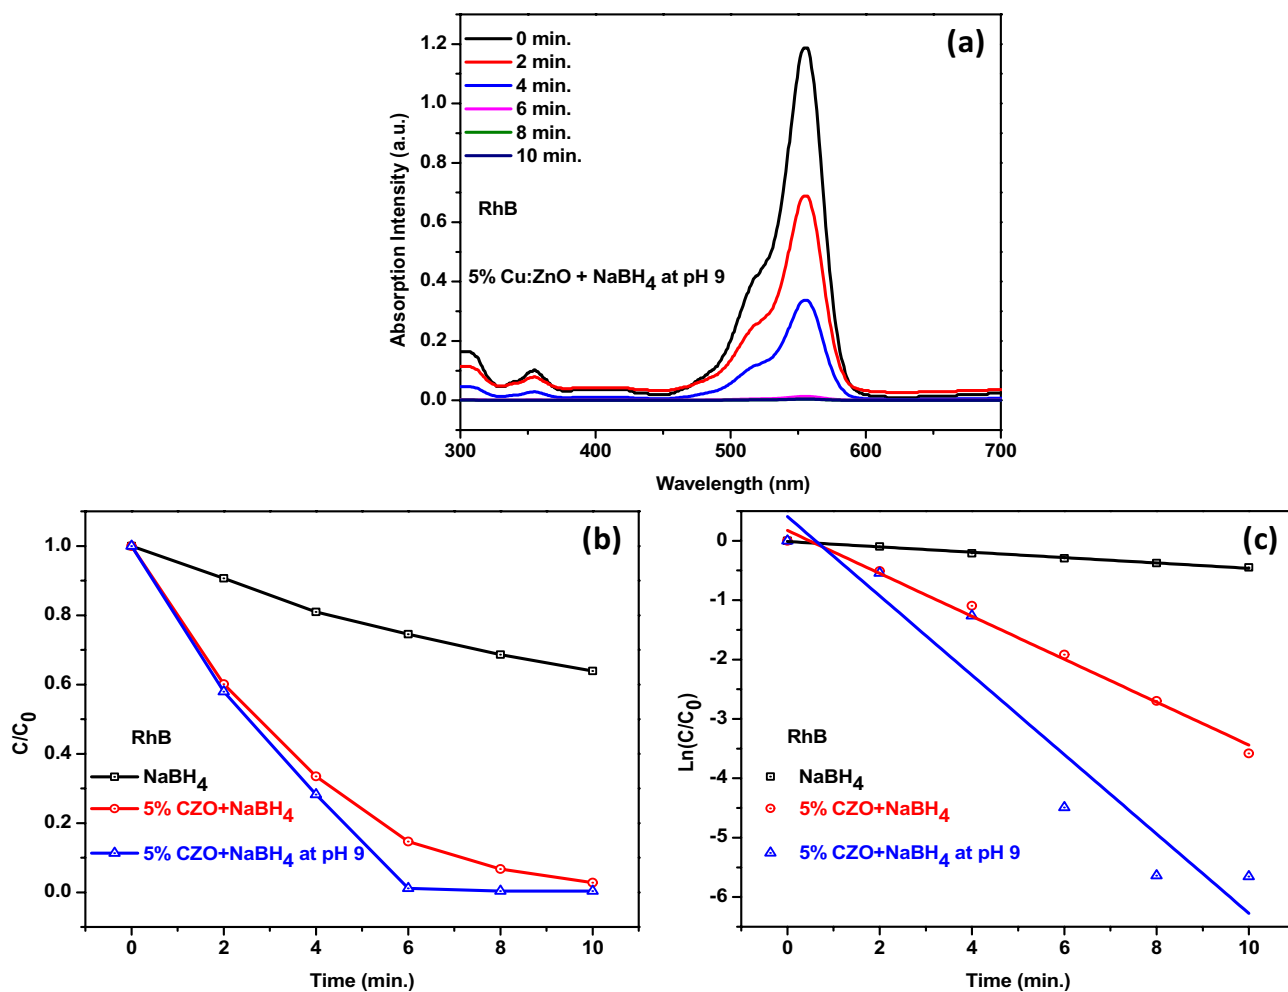 (a)
0 min.
2 min.
4 min.
6 min.
8 min.
10 min.
RhB
5% Cu:ZnO + NaBH4 at pH 9
Absorption Intensity (a.u.)
1.2
1.0
0.8
0.6
0.4
0.2
0.0
300 400 500 600 700
Wavelength (nm)
(b)
C/C0
1.0
0.8
0.6
0.4
0.2
0.0
RhB
NaBH4
5% CZO+NaBH4
5% CZO+NaBH4 at pH 9
0 2 4 6 8 10
Time (min.)
(c)
Ln(C/C0)
0
-1
-2
-3
-4
-5
-6
RhB
NaBH4
5% CZO+NaBH4
5% CZO+NaBH4 at pH 9
0 2 4 6 8 10
Time (min.)